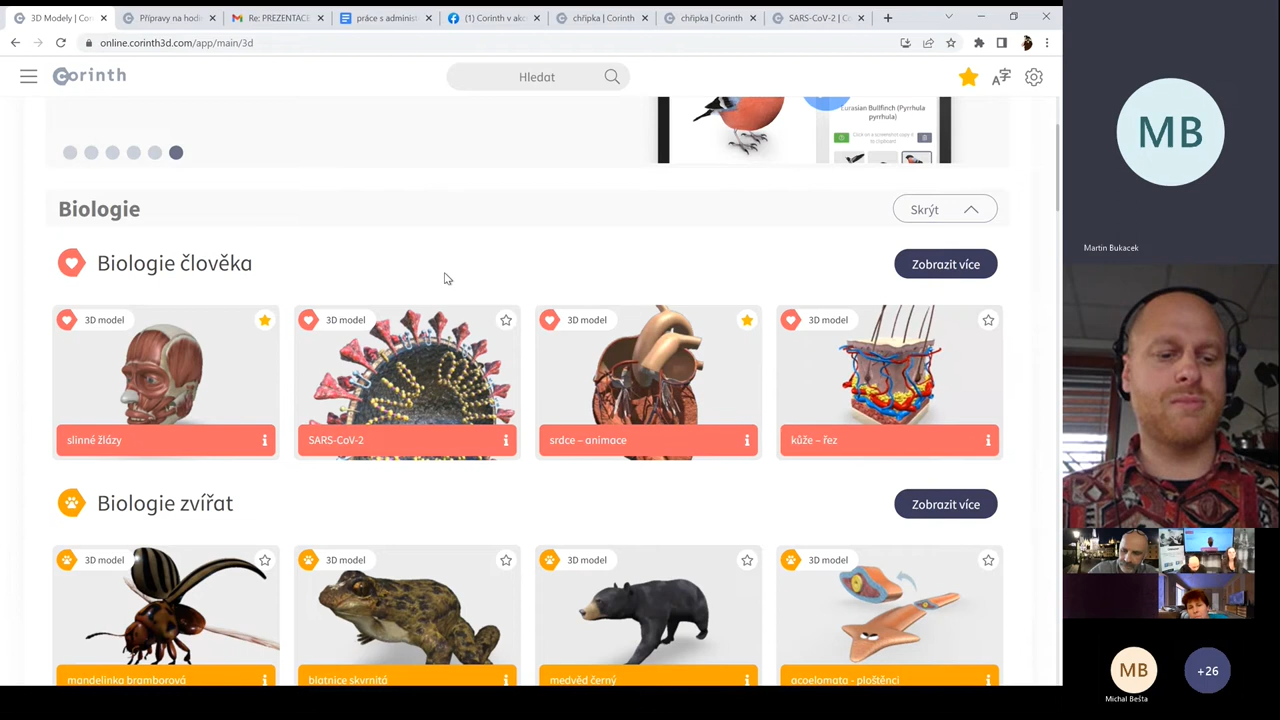 3D Modely | Co
Přípravy na hodi
Re: PREZENTACE
práce s administ
(1) Corinth v akc
chřipka | Corinth
chřipka | Corinth
SARS-CoV-2 | Co
online.corinth3d.com/app/main/3d
corinth
Hledat
Eurasian Bullfinch (Pyrrhula
pyrrhula)
Biologie
Skrýt
Biologie člověka
Zobrazit více
3D model
3D model
3D model
3D model
slinné žlázy
SARS-CoV-2
srdce – animace
kůže – řez
Biologie zvířat
Zobrazit více
3D model
3D model
3D model
3D model
mandelinka bramborová
blatnice skvrnitá
medvěd černý
acoelomata - ploštěnci
MB
Martin Bukacek
MB
+26
Michal Bešta